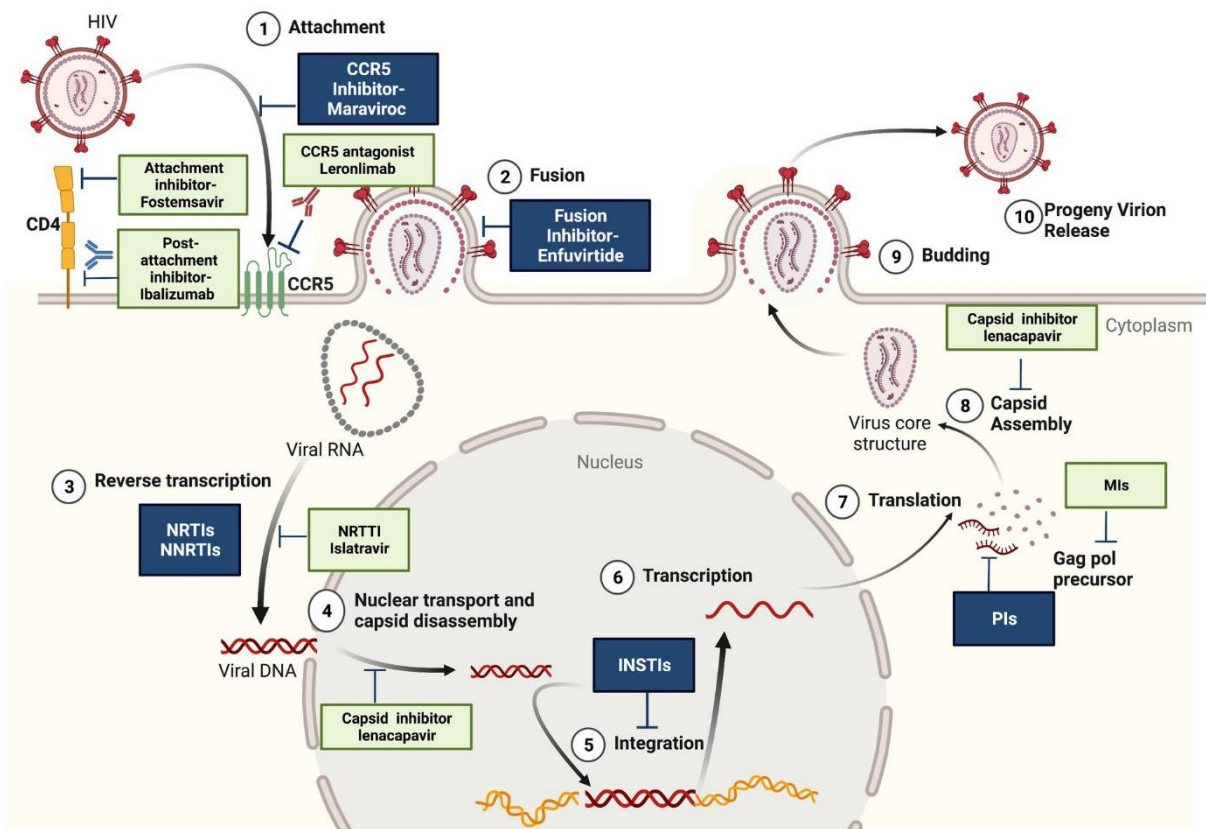 HIV
1 Attachment
CCR5
Inhibitor-
Maraviroc
CCR5 antagonist
Leronlimab
Attachment
inhibitor-
Fostemsavir
CD4
Post-
attachment
inhibitor-
Ibalizumab
CCR5
2 Fusion
Fusion
Inhibitor-
Enfuvirtide
10 Progeny Virion
Release
9 Budding
Capsid inhibitor
lenacapavir
Cytoplasm
8 Capsid
Assembly
Virus core
structure
Viral RNA
Nucleus
3 Reverse transcription
NRTIs
NNRTIs
NRTTI
Islatravir
7 Translation
MIs
Gag pol
precursor
PIs
6 Transcription
4 Nuclear transport and
capsid disassembly
Viral DNA
INSTIs
Capsid inhibitor
lenacapavir
5 Integration